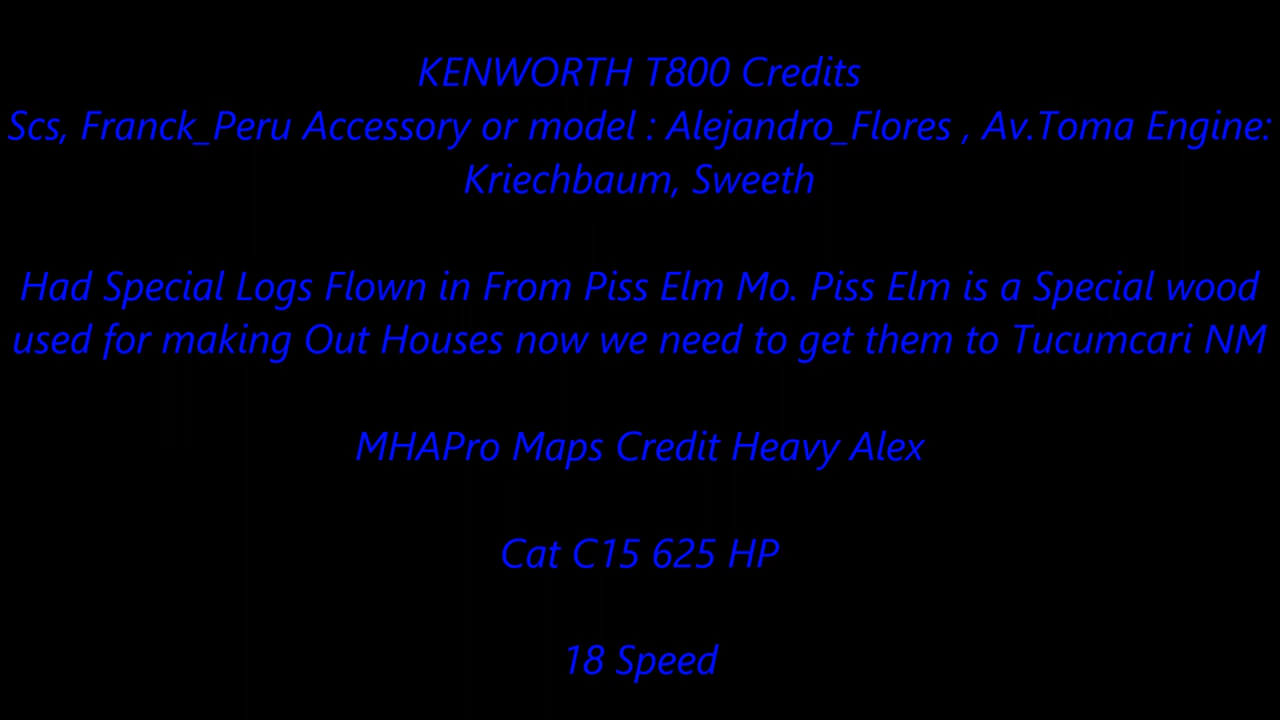 KENWORTH T800 Credits
Scs, Franck_Peru Accessory or model : Alejandro_Flores , Av.Toma Engine:
Kriechbaum, Sweeth
Had Special Logs Flown in From Piss Elm Mo. Piss Elm is a Special wood
used for making Out Houses now we need to get them to Tucumcari NM
MHAPro Maps Credit Heavy Alex
Cat C15 625 HP
18 Speed